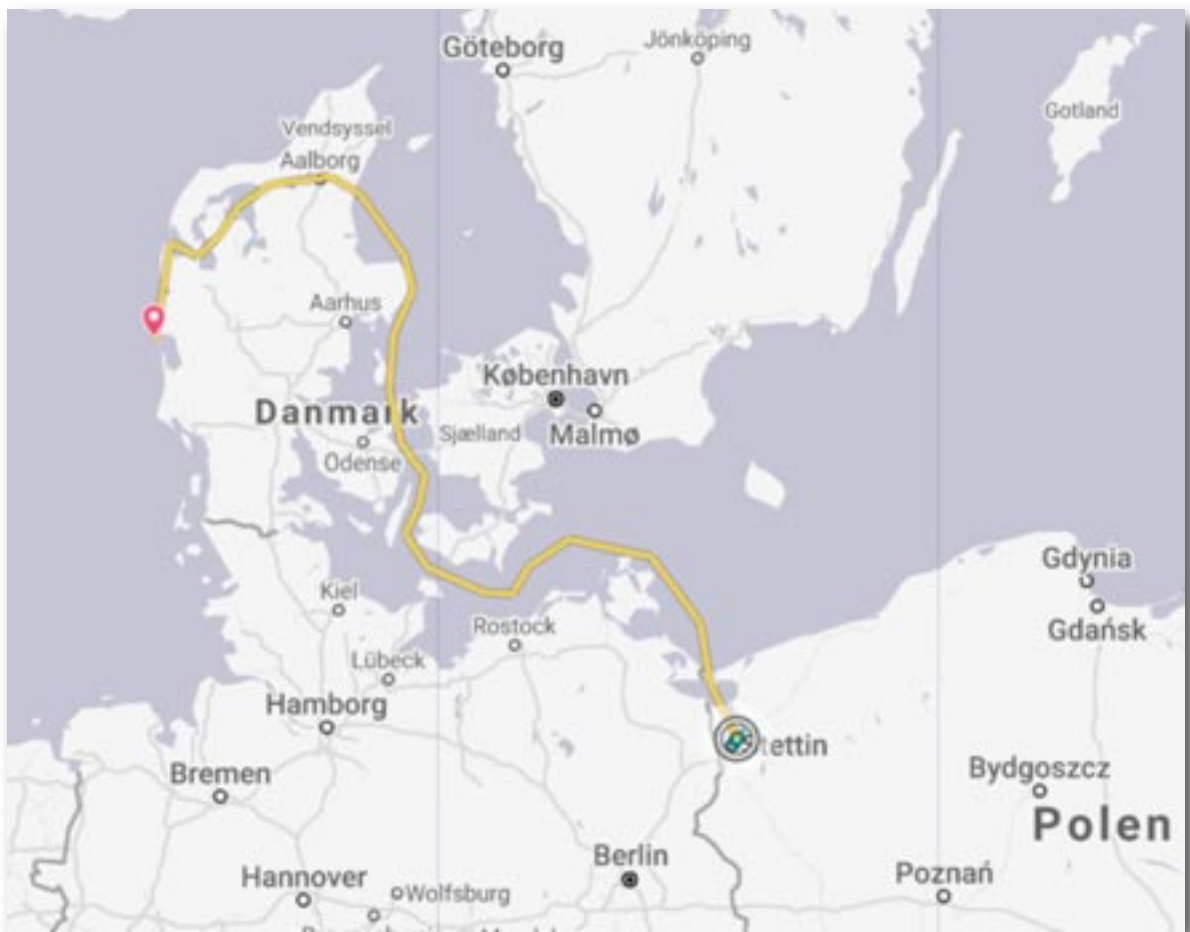 Göteborg
Jönköping
Gotland
Vendsyssel
Aalborg
Aarhus
København
Danmark
Sjælland
Malmø
Odense
Gdynia
Kiel
Rostock
Gdańsk
Lübeck
Hamborg
tettin
Bremen
Bydgoszcz
Polen
Berlin
Hannover
Wolfsburg
Poznań